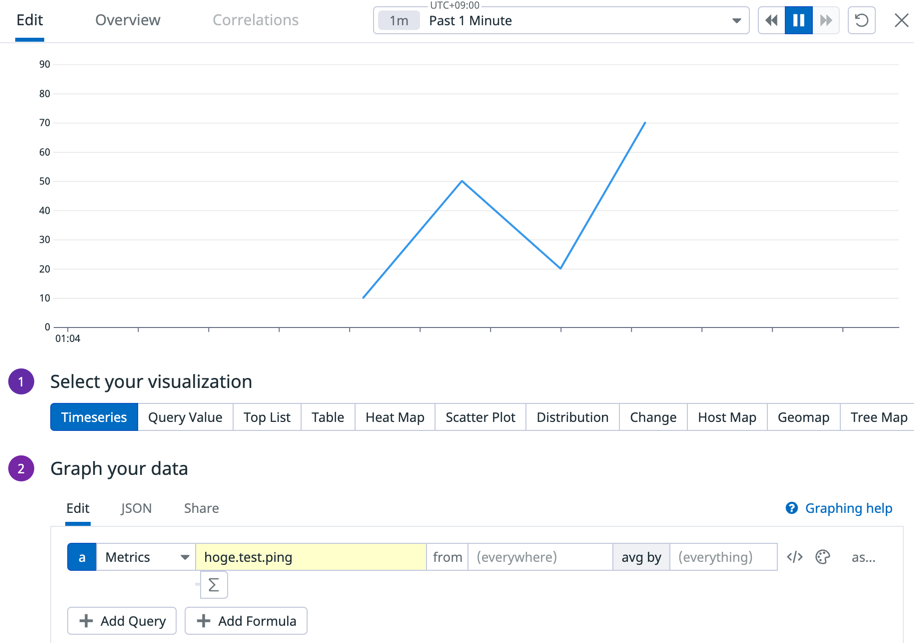 Edit Overview Correlations UTC+09:00 1m Past 1 Minute
90
80
70
60
50
40
30
20
10
0
01:04
1 Select your visualization
Timeseries Query Value Top List Table Heat Map Scatter Plot Distribution Change Host Map Geomap Tree Map
2 Graph your data
Edit JSON Share ? Graphing help
a Metrics hoge.test.ping from (everywhere) avg by (everything) </> as...
Σ
+ Add Query + Add Formula